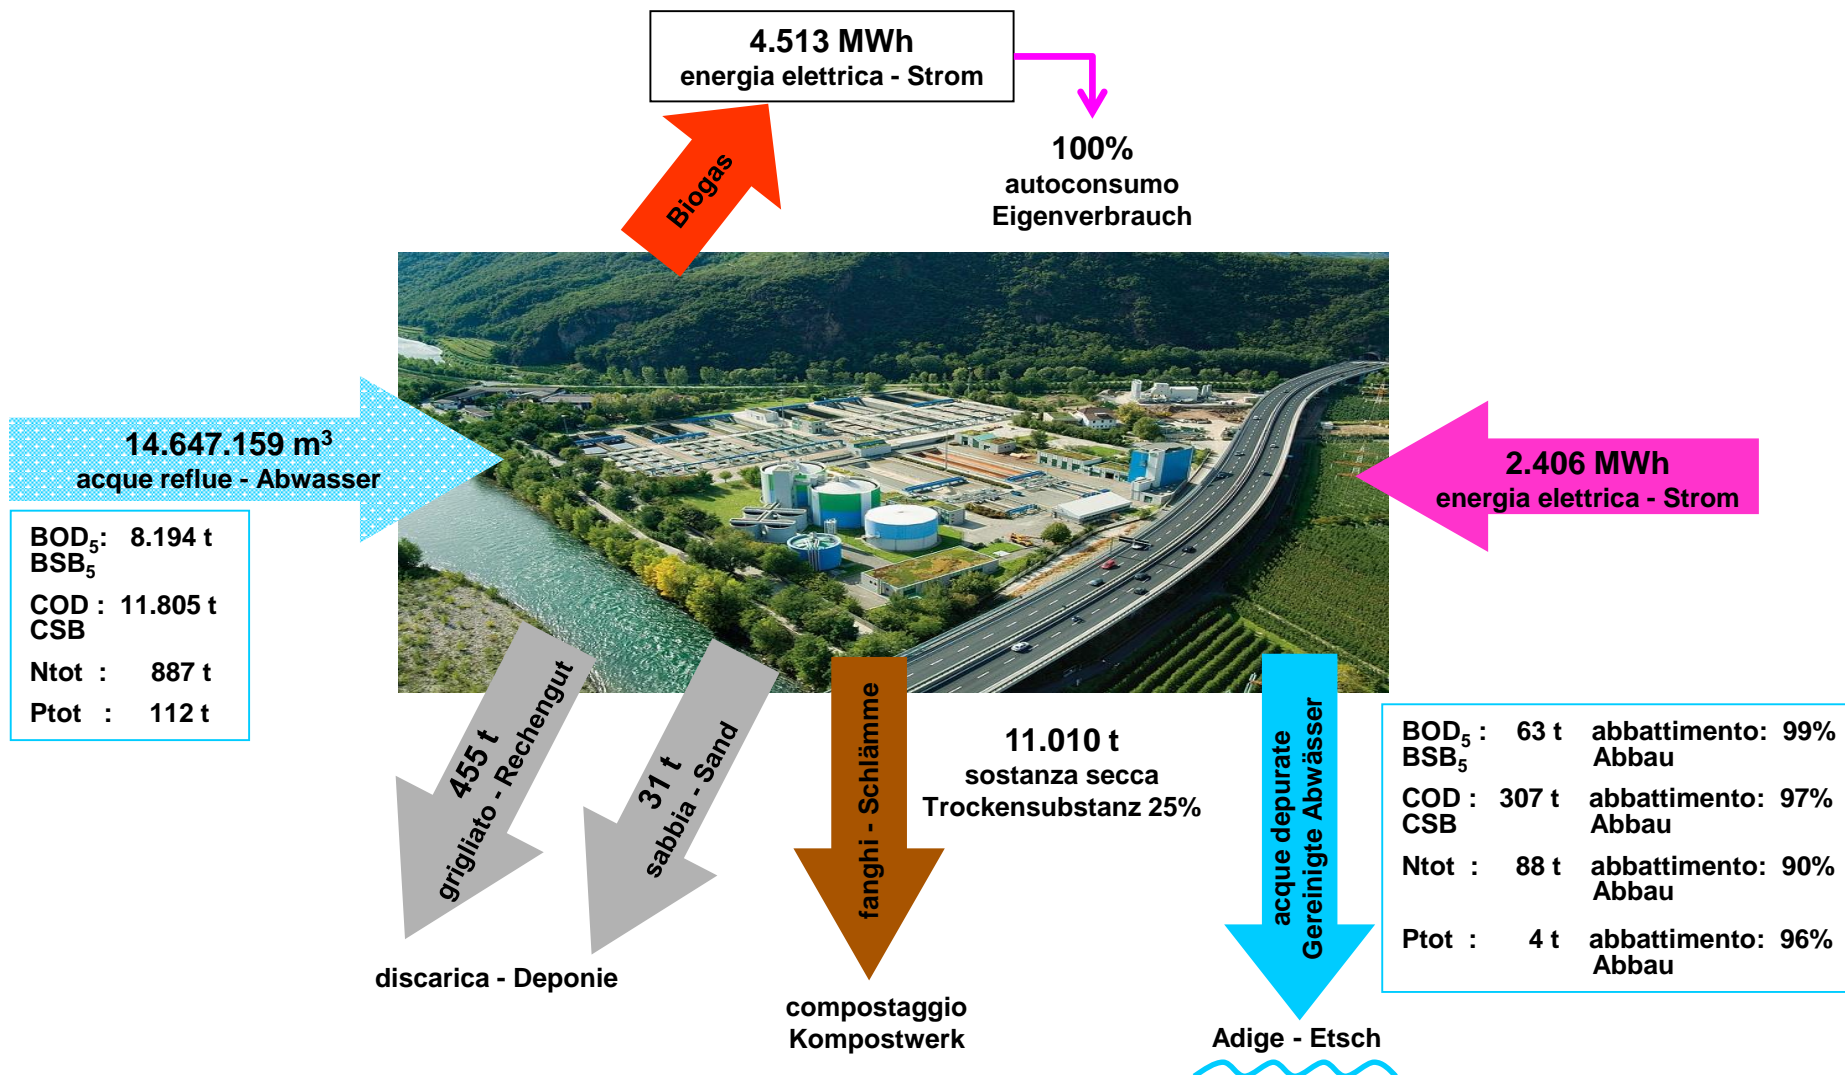 4.513 MWh
energia elettrica - Strom
100%
autoconsumo
Eigenverbrauch
Biogas
14.647.159 m³
acque reflue - Abwasser
BOD₅: 8.194 t
BSB₅
COD : 11.805 t
CSB
Ntot : 887 t
Ptot : 112 t
2.406 MWh
energia elettrica - Strom
455 t
grigliato - Rechengut
31 t
sabbia - Sand
discarica - Deponie
fanghi - Schlämme
11.010 t
sostanza secca
Trockensubstanz 25%
compostaggio
Kompostwerk
acque depurate
Gereinigte Abwässer
Adige - Etsch
BOD₅ : 63 t abbattimento: 99%
BSB₅ Abbau
COD : 307 t abbattimento: 97%
CSB Abbau
Ntot : 88 t abbattimento: 90%
Abbau
Ptot : 4 t abbattimento: 96%
Abbau